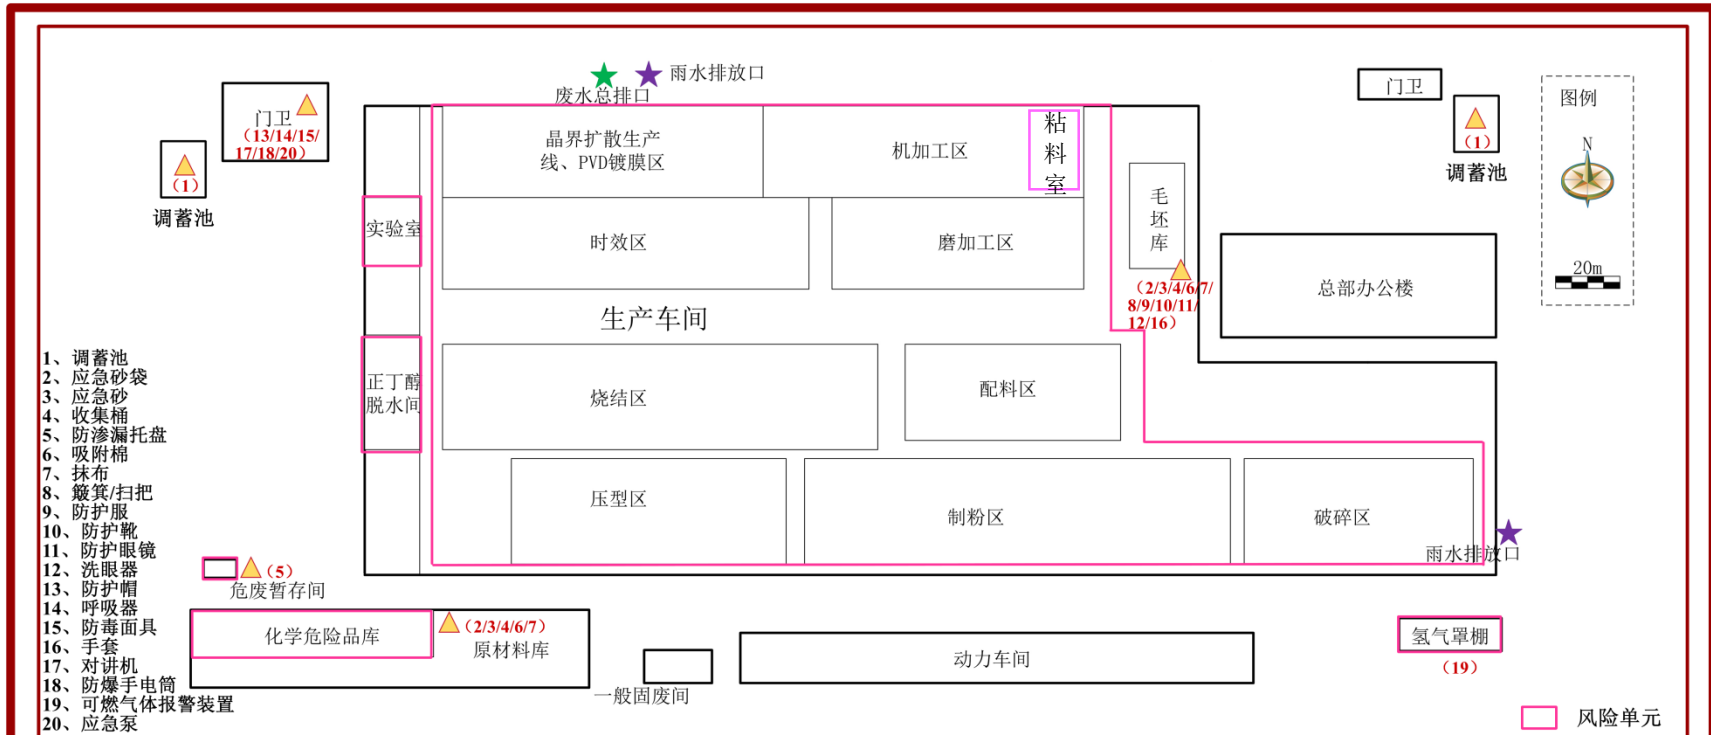 雨水排放口
废水总排口
门卫
（13/14/15/
17/18/20）
（1）
调蓄池
门卫
（1）
调蓄池
图例
N
20m
晶界扩散生产
线、PVD镀膜区
机加工区
粘
料
室
实验室
时效区
磨加工区
毛
坯
库
（2/3/4/6/7/
8/9/10/11/
12/16）
总部办公楼
生产车间
正丁醇
脱水间
烧结区
配料区
压型区
制粉区
破碎区
雨水排放口
1、调蓄池
2、应急砂袋
3、应急砂
4、收集桶
5、防渗漏托盘
6、吸附棉
7、抹布
8、簸箕/扫把
9、防护服
10、防护靴
11、防护眼镜
12、洗眼器
13、防护帽
14、呼吸器
15、防毒面具
16、手套
17、对讲机
18、防爆手电筒
19、可燃气体报警装置
20、应急泵
（5）
危废暂存间
化学危险品库
（2/3/4/6/7）
原材料库
一般固废间
动力车间
氢气罩棚
（19）
风险单元